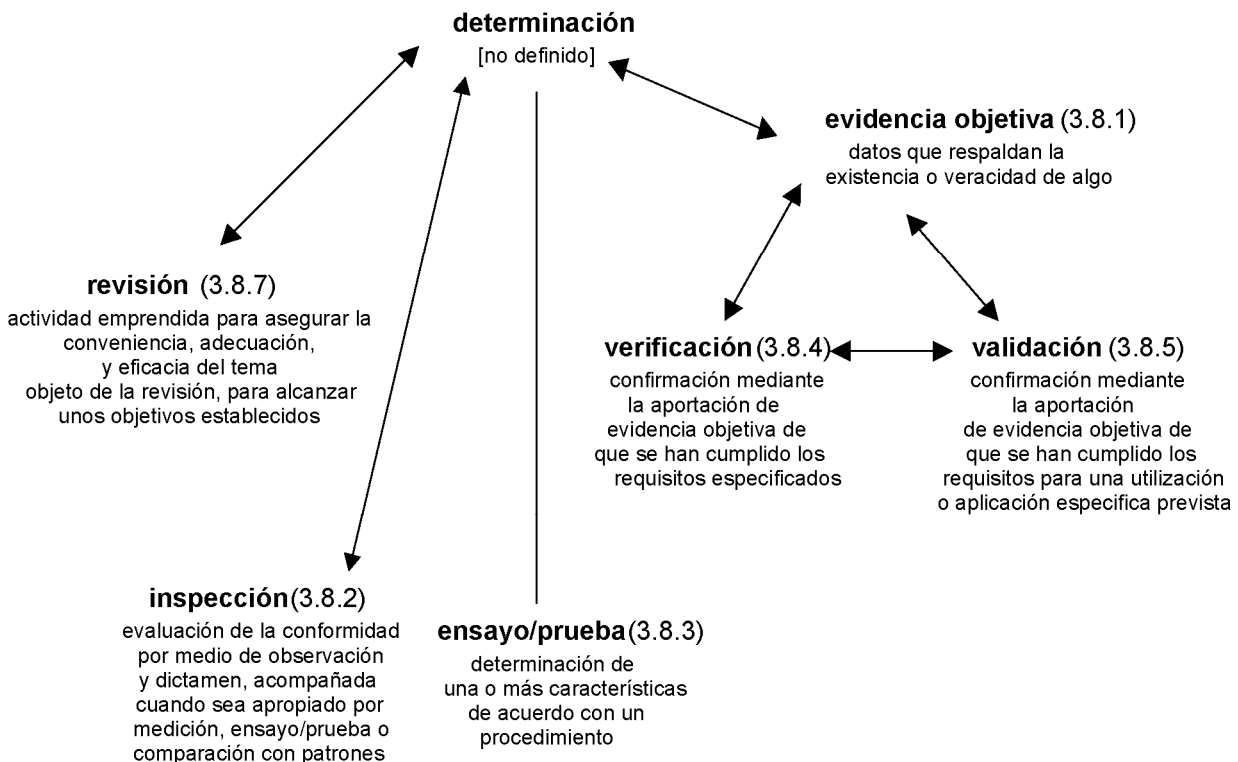 determinación
[no definido]
evidencia objetiva (3.8.1)
datos que respaldan la
existencia o veracidad de algo
revisión (3.8.7)
actividad emprendida para asegurar la
conveniencia, adecuación,
y eficacia del tema
objeto de la revisión, para alcanzar
unos objetivos establecidos
verificación (3.8.4)
confirmación mediante
la aportación de
evidencia objetiva de
que se han cumplido los
requisitos especificados
validación (3.8.5)
confirmación mediante
la aportación
de evidencia objetiva de
que se han cumplido los
requisitos para una utilización
o aplicación especifica prevista
inspección (3.8.2)
evaluación de la conformidad
por medio de observación
y dictamen, acompañada
cuando sea apropiado por
medición, ensayo/prueba o
comparación con patrones
ensayo/prueba (3.8.3)
determinación de
una o más características
de acuerdo con un
procedimiento